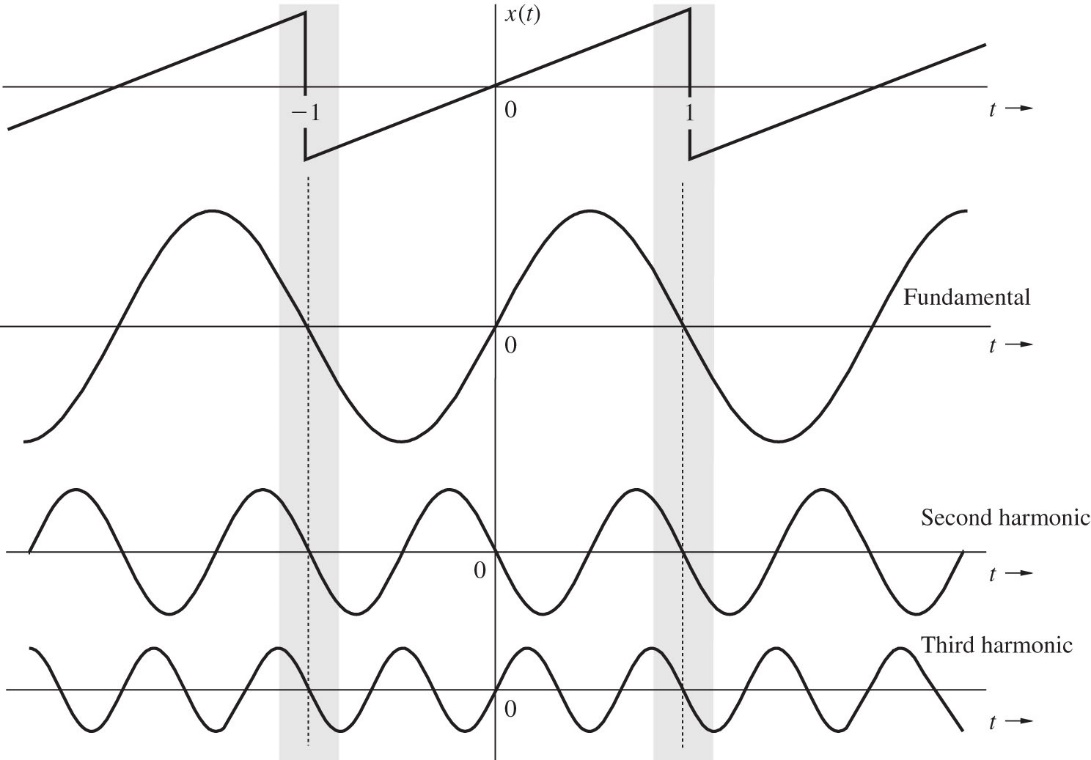 x(t)
−1
0
1
t →
Fundamental
0
t →
Second harmonic
0
t →
Third harmonic
0
t →